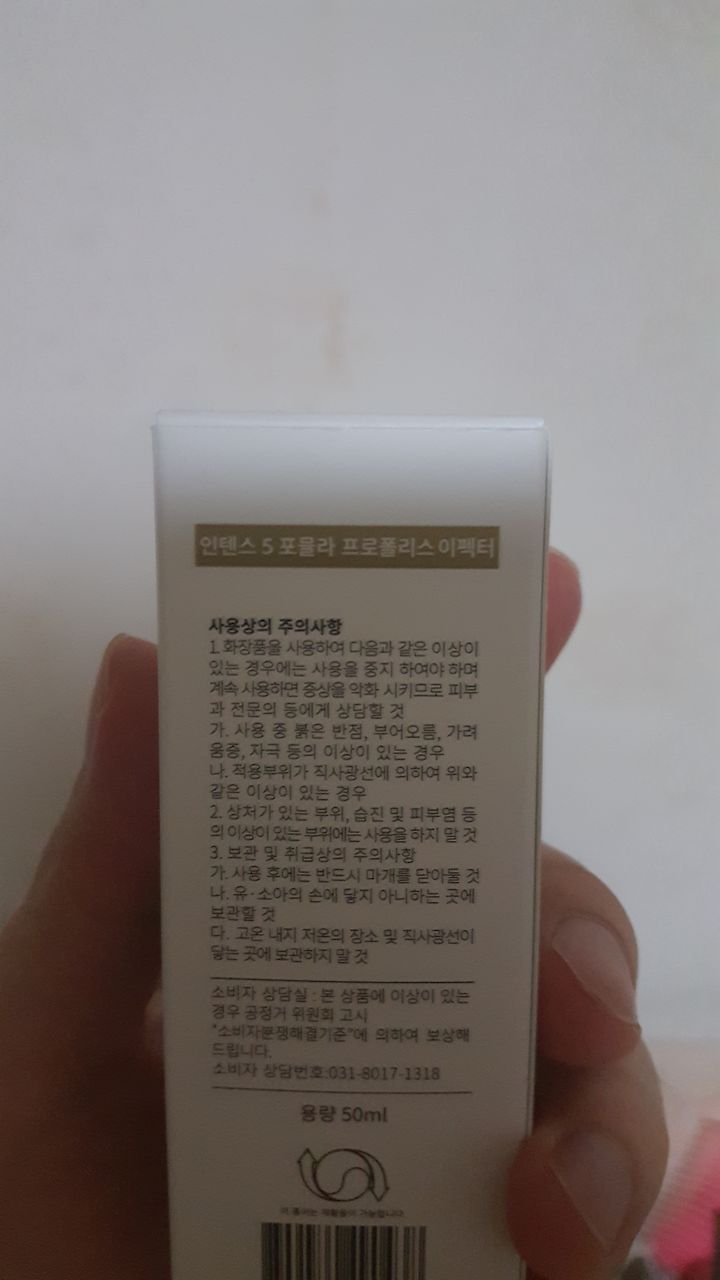 인텐스 5 포뮬라 프로폴리스 이펙터
사용상의 주의사항
1. 화장품을 사용하여 다음과 같은 이상이
있는 경우에는 사용을 중지 하여야 하며
계속 사용하면 증상을 악화 시키므로 피부
과 전문의 등에게 상담할 것
가. 사용 중 붉은 반점, 부어오름, 가려
움증, 자극 등의 이상이 있는 경우
나. 적용부위가 직사광선에 의하여 위와
같은 이상이 있는 경우
2. 상처가 있는 부위, 습진 및 피부염 등
의 이상이 있는 부위에는 사용을 하지 말 것
3. 보관 및 취급상의 주의사항
가. 사용 후에는 반드시 마개를 닫아둘 것
나. 유·소아의 손에 닿지 아니하는 곳에
보관할 것
다. 고온 내지 저온의 장소 및 직사광선이
닿는 곳에 보관하지 말 것
소비자 상담실 : 본 상품에 이상이 있는
경우 공정거 위원회 고시
"소비자분쟁해결기준"에 의하여 보상해
드립니다.
소비자 상담번호:031-8017-1318
용량 50ml
이 용기는 재활용이 가능합니다